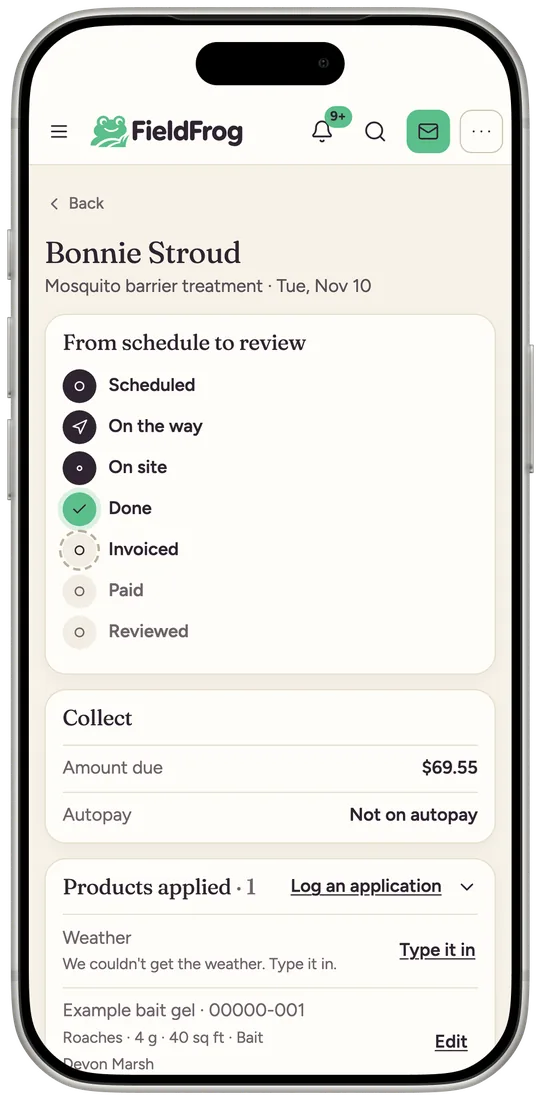 9+
FieldFrog
Back
Bonnie Stroud
Mosquito barrier treatment · Tue, Nov 10
From schedule to review
Scheduled
On the way
On site
Done
Invoiced
Paid
Reviewed
Collect
Amount due $69.55
Autopay Not on autopay
Products applied · 1 Log an application
Weather
We couldn't get the weather. Type it in. Type it in
Example bait gel · 00000-001
Roaches · 4 g · 40 sq ft · Bait Edit
Devon Marsh